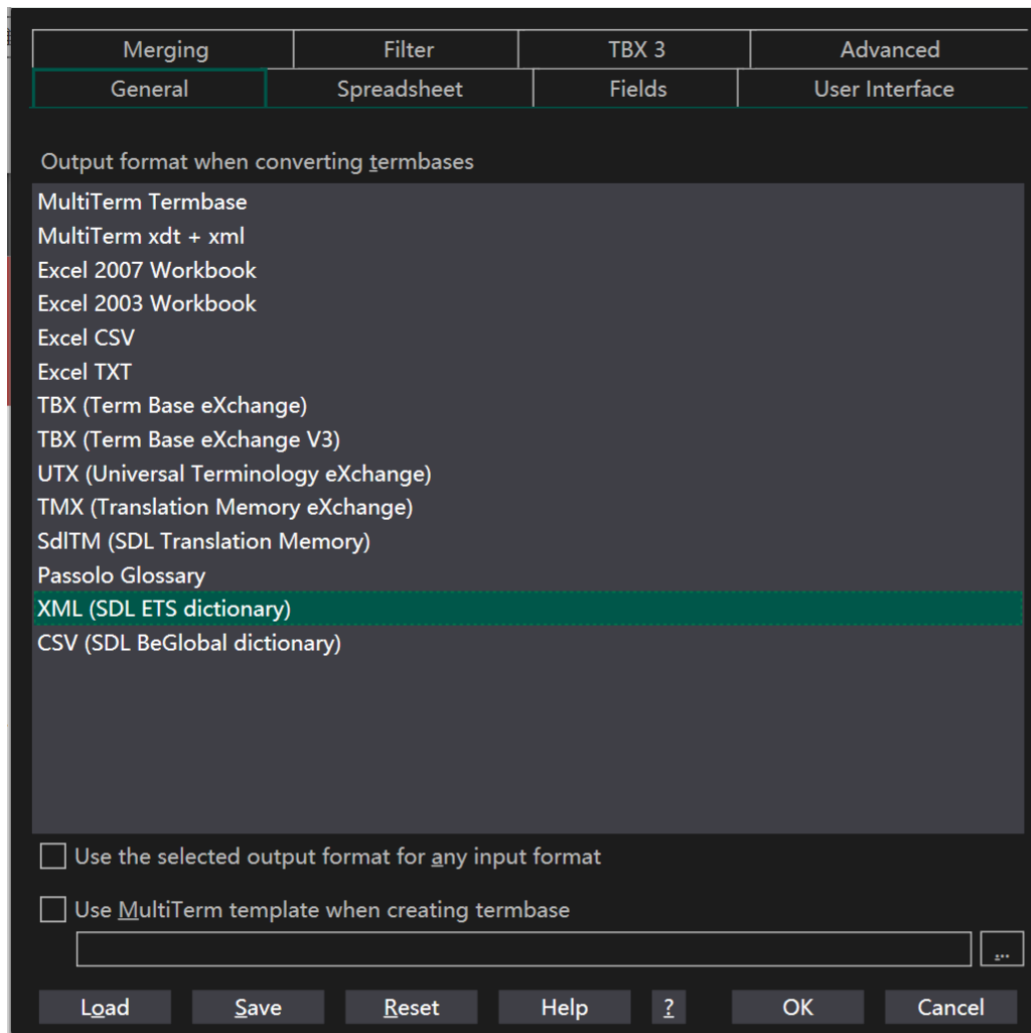 Merging Filter TBX 3 Advanced
General Spreadsheet Fields User Interface
Output format when converting termbases
MultiTerm Termbase
MultiTerm xdt + xml
Excel 2007 Workbook
Excel 2003 Workbook
Excel CSV
Excel TXT
TBX (Term Base eXchange)
TBX (Term Base eXchange V3)
UTX (Universal Terminology eXchange)
TMX (Translation Memory eXchange)
SdlTM (SDL Translation Memory)
Passolo Glossary
XML (SDL ETS dictionary)
CSV (SDL BeGlobal dictionary)
Use the selected output format for any input format
Use MultiTerm template when creating termbase
...
Load Save Reset Help ? OK Cancel